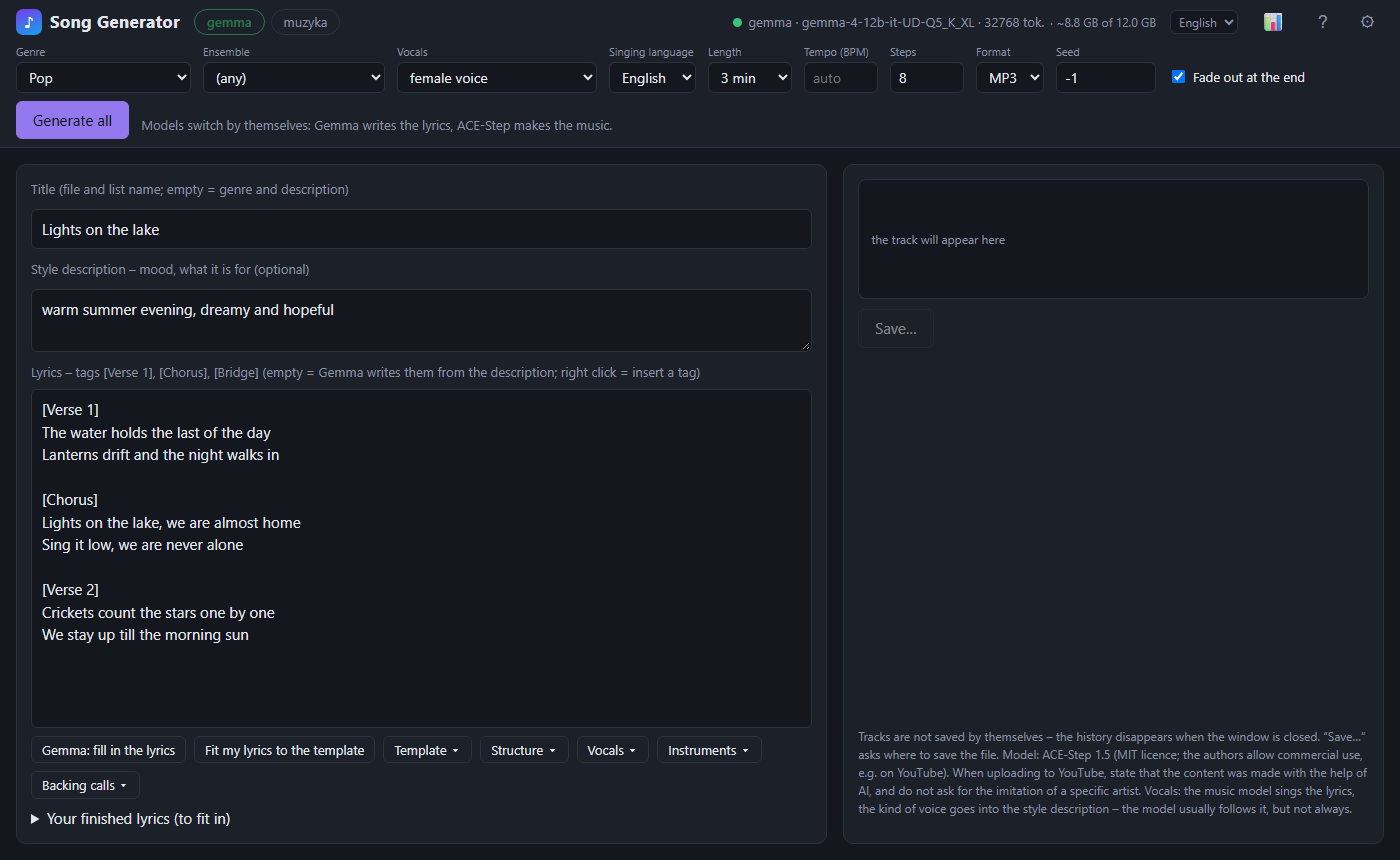 Song Generator gemma muzyka gemma · gemma-4-12b-it-UD-Q5_K_XL · 32768 tok. · ~8.8 GB of 12.0 GB English ?
Genre Ensemble Vocals Singing language Length Tempo (BPM) Steps Format Seed
Pop (any) female voice English 3 min auto 8 MP3 -1 Fade out at the end
Generate all Models switch by themselves: Gemma writes the lyrics, ACE-Step makes the music.
Title (file and list name; empty = genre and description)
Lights on the lake
Style description – mood, what it is for (optional)
warm summer evening, dreamy and hopeful
Lyrics – tags [Verse 1], [Chorus], [Bridge] (empty = Gemma writes them from the description; right click = insert a tag)
[Verse 1]
The water holds the last of the day
Lanterns drift and the night walks in
[Chorus]
Lights on the lake, we are almost home
Sing it low, we are never alone
[Verse 2]
Crickets count the stars one by one
We stay up till the morning sun
Gemma: fill in the lyrics Fit my lyrics to the template Template Structure Vocals Instruments
Backing calls
Your finished lyrics (to fit in)
the track will appear here
Save...
Tracks are not saved by themselves – the history disappears when the window is closed. “Save...”
asks where to save the file. Model: ACE-Step 1.5 (MIT licence; the authors allow commercial use,
e.g. on YouTube). When uploading to YouTube, state that the content was made with the help of
AI, and do not ask for the imitation of a specific artist. Vocals: the music model sings the lyrics,
the kind of voice goes into the style description – the model usually follows it, but not always.